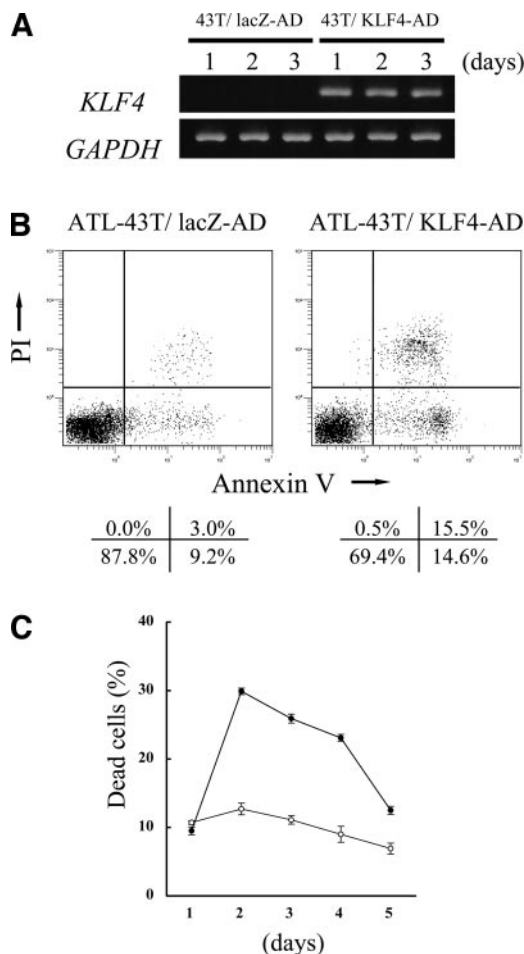 A
43T/ lacZ-AD 43T/ KLF4-AD
1 2 3 1 2 3 (days)
KLF4
GAPDH
B
ATL-43T/ lacZ-AD ATL-43T/ KLF4-AD
PI
Annexin V
0.0% 3.0% 0.5% 15.5%
87.8% 9.2% 69.4% 14.6%
C
Dead cells (%)
40
30
20
10
0
1 2 3 4 5
(days)